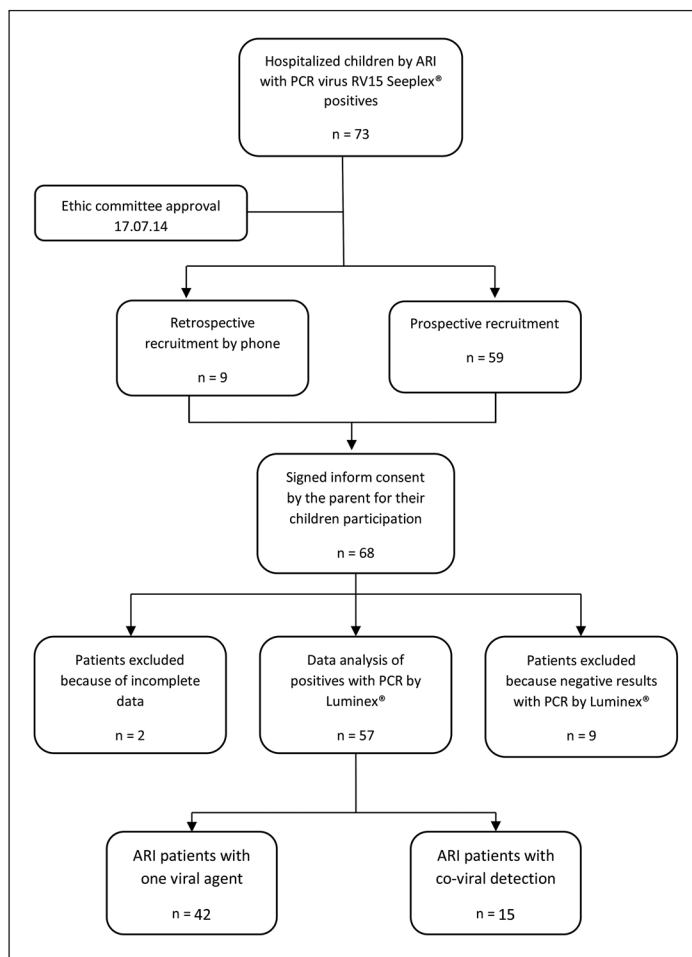 Hospitalized children by ARI
with PCR virus RV15 Seeplex®
positives
n = 73
Ethic committee approval
17.07.14
Retrospective
recruitment by phone
n = 9
Prospective recruitment
n = 59
Signed inform consent
by the parent for their
children participation
n = 68
Patients excluded
because of incomplete
data
n = 2
Data analysis of
positives with PCR by
Luminex®
n = 57
Patients excluded
because negative results
with PCR by Luminex®
n = 9
ARI patients with
one viral agent
n = 42
ARI patients with
co-viral detection
n = 15